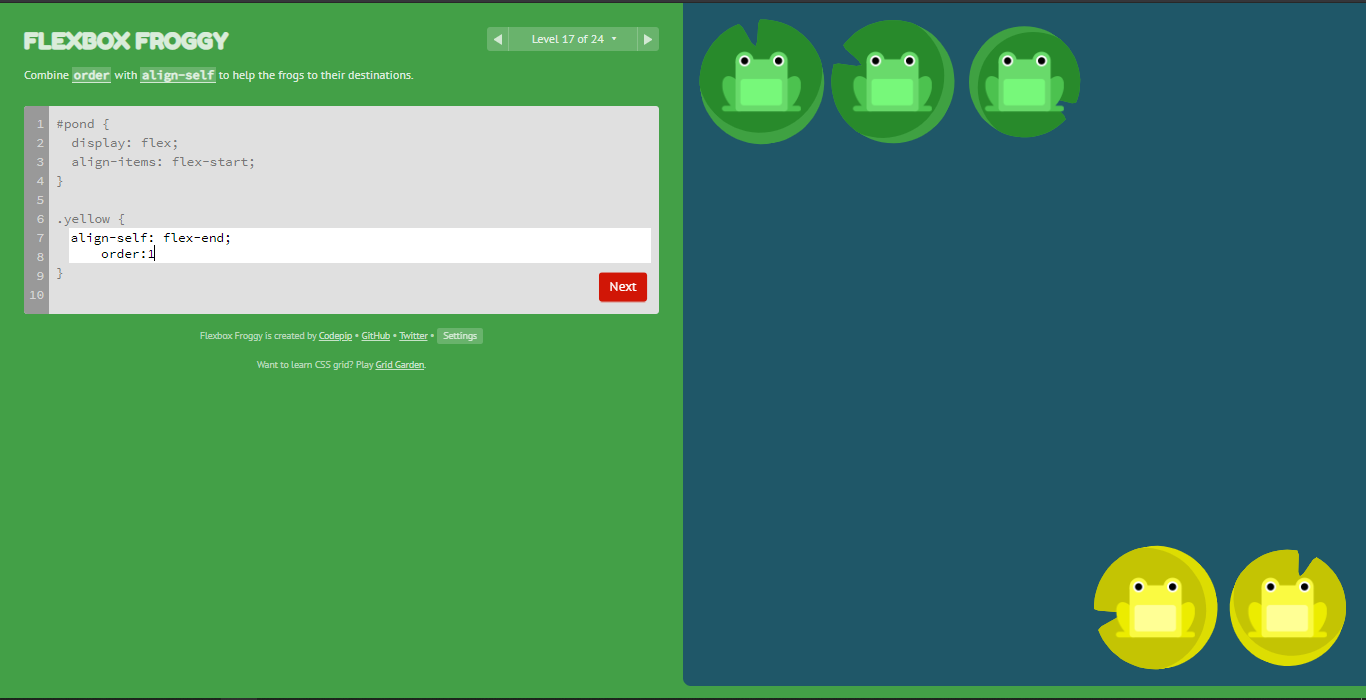 FLEXBOX FROGGY
◀ Level 17 of 24 ▾ ▶
Combine order with align-self to help the frogs to their destinations.
1 #pond {
2 display: flex;
3 align-items: flex-start;
4 }
5
6 .yellow {
7 align-self: flex-end;
8 order:1
9 }
10
Next
Flexbox Froggy is created by Codepip • GitHub • Twitter • Settings
Want to learn CSS grid? Play Grid Garden.